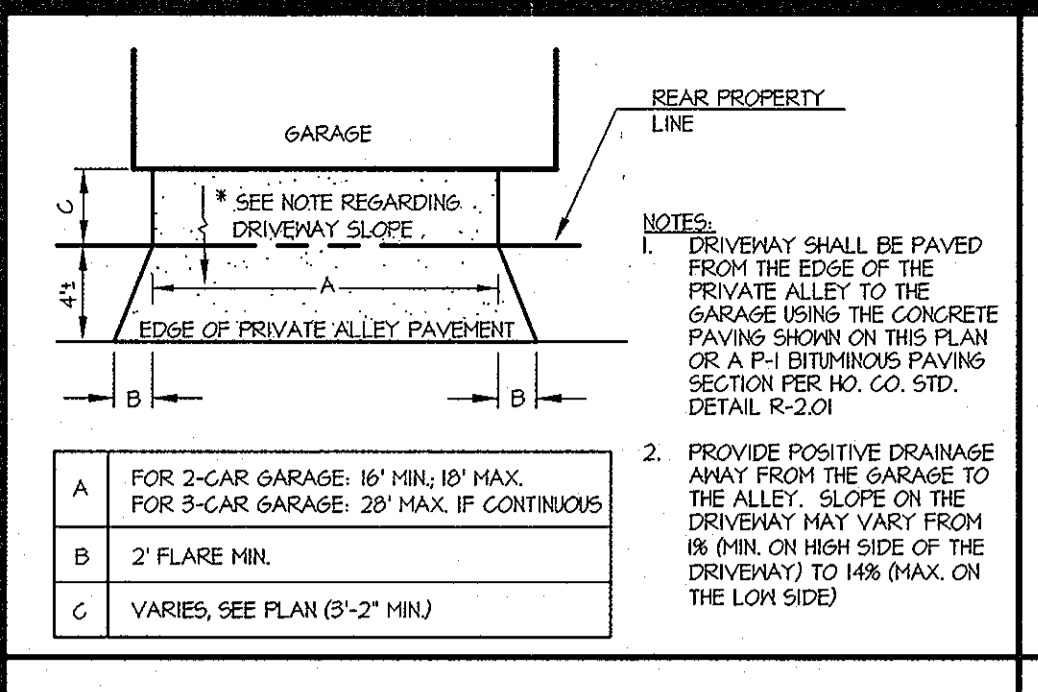 GARAGE
REAR PROPERTY
LINE
* SEE NOTE REGARDING
DRIVEWAY SLOPE
C
4'±
A
EDGE OF PRIVATE ALLEY PAVEMENT
B
B
NOTES:
1. DRIVEWAY SHALL BE PAVED
FROM THE EDGE OF THE
PRIVATE ALLEY TO THE
GARAGE USING THE CONCRETE
PAVING SHOWN ON THIS PLAN
OR A P-1 BITUMINOUS PAVING
SECTION PER HO. CO. STD.
DETAIL R-2.01
2. PROVIDE POSITIVE DRAINAGE
AWAY FROM THE GARAGE TO
THE ALLEY. SLOPE ON THE
DRIVEWAY MAY VARY FROM
1% (MIN. ON HIGH SIDE OF THE
DRIVEWAY) TO 14% (MAX. ON
THE LOW SIDE)
A FOR 2-CAR GARAGE: 16' MIN.; 18' MAX.
FOR 3-CAR GARAGE: 28' MAX. IF CONTINUOUS
B 2' FLARE MIN.
C VARIES, SEE PLAN (3'-2" MIN.)